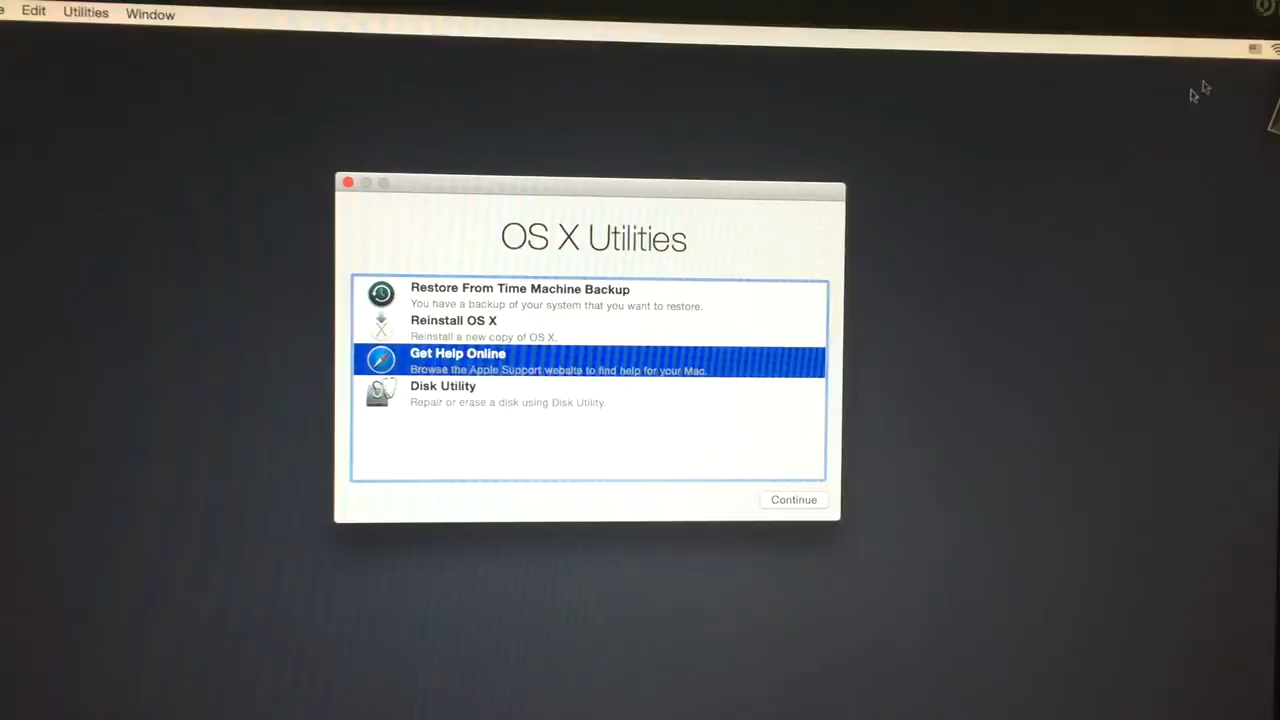 Edit Utilities Window
OS X Utilities
Restore From Time Machine Backup
You have a backup of your system that you want to restore.
Reinstall OS X
Reinstall a new copy of OS X.
Get Help Online
Browse the Apple Support website to find help for your Mac.
Disk Utility
Repair or erase a disk using Disk Utility.
Continue